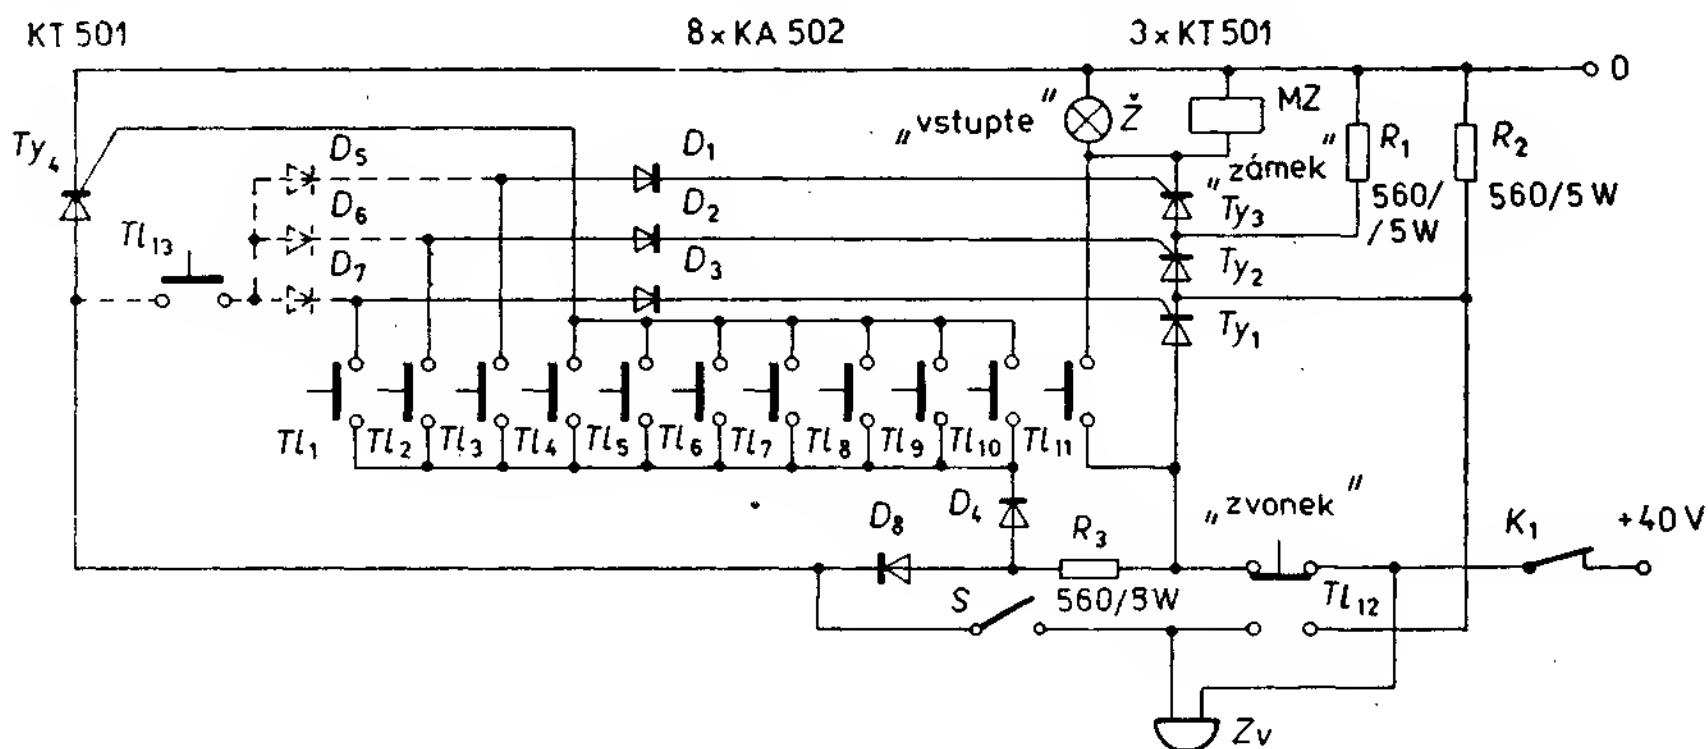 KT 501
8 x KA 502
3 x KT 501
0
„vstupte"
Ž
MZ
Ty4
D5
D1
„zámek"
R1
R2
D6
D2
Ty3
560/
/5W
560/5W
Tl13
D7
D3
Ty2
Ty1
Tl1
Tl2
Tl3
Tl4
Tl5
Tl6
Tl7
Tl8
Tl9
Tl10
Tl11
D8
D4
R3
„zvonek"
K1
+40V
S
560/5W
Tl12
Zv